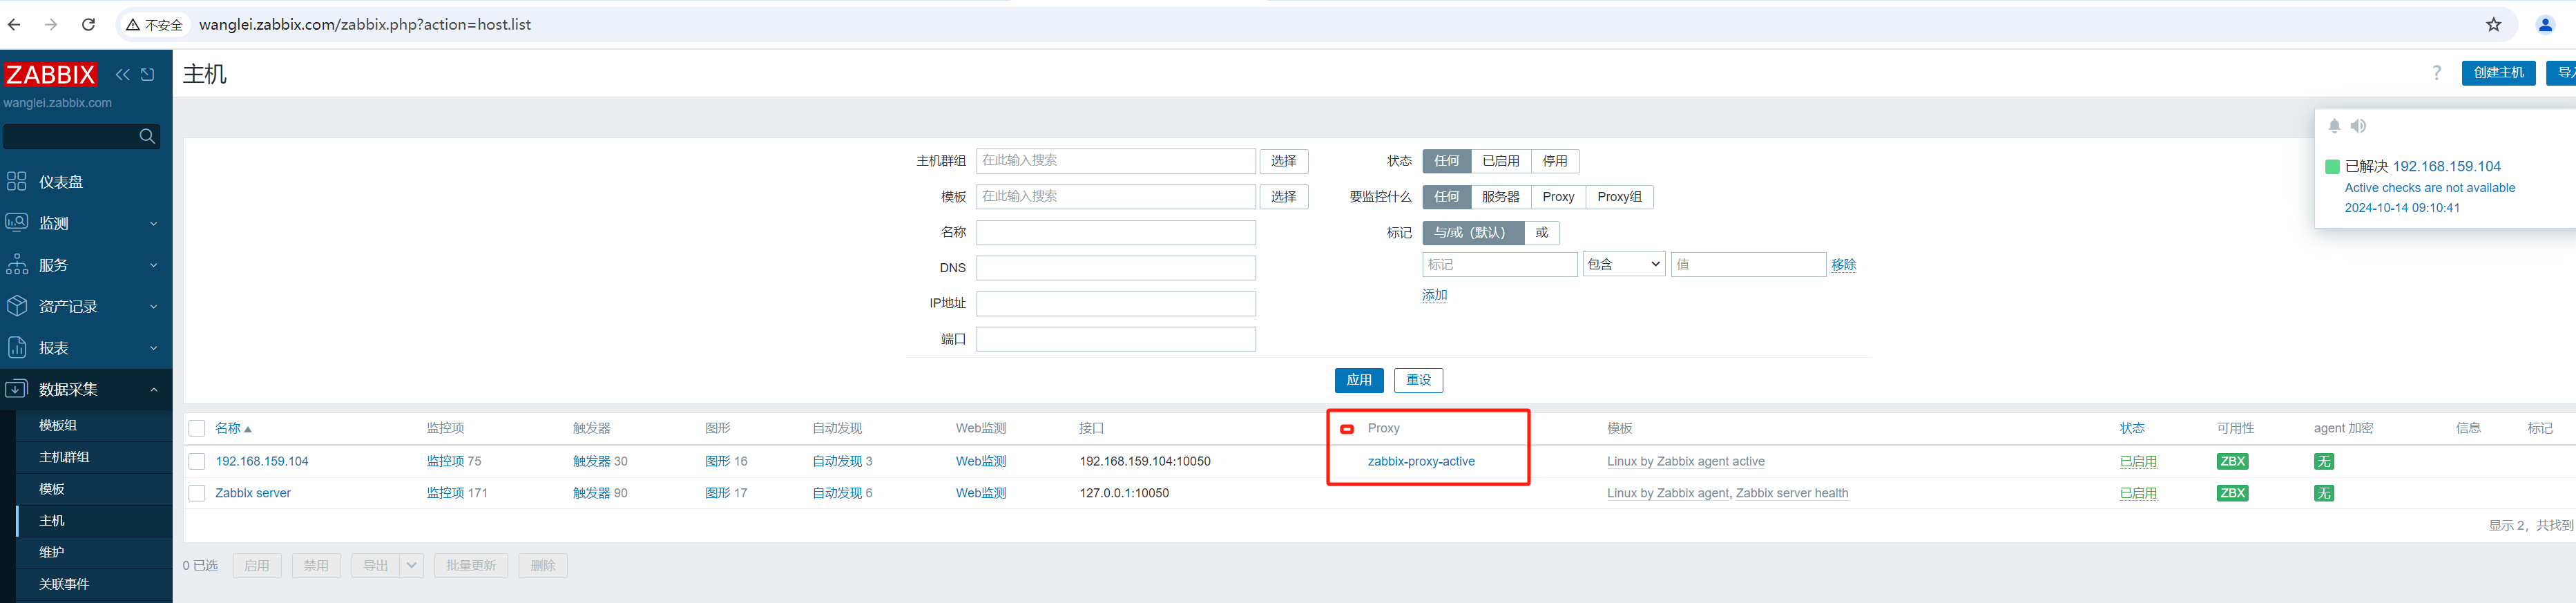 不安全 wanglei.zabbix.com/zabbix.php?action=host.list
ZABBIX
wanglei.zabbix.com
仪表盘
监测
服务
资产记录
报表
数据采集
模板组
主机群组
模板
主机
维护
关联事件
主机
? 创建主机 导入
已解决 192.168.159.104
Active checks are not available
2024-10-14 09:10:41
主机群组 在此输入搜索 选择
模板 在此输入搜索 选择
名称
DNS
IP地址
端口
状态 任何 已启用 停用
要监控什么 任何 服务器 Proxy Proxy组
标记 与/或（默认） 或
标记 包含 值 移除
添加
应用 重设
名称 监控项 触发器 图形 自动发现 Web监测 接口 Proxy 模板 状态 可用性 agent 加密 信息 标记
192.168.159.104 监控项 75 触发器 30 图形 16 自动发现 3 Web监测 192.168.159.104:10050 zabbix-proxy-active Linux by Zabbix agent active 已启用 ZBX 无
Zabbix server 监控项 171 触发器 90 图形 17 自动发现 6 Web监测 127.0.0.1:10050 Linux by Zabbix agent, Zabbix server health 已启用 ZBX 无
显示 2，共找到
0 已选 启用 禁用 导出 批量更新 删除